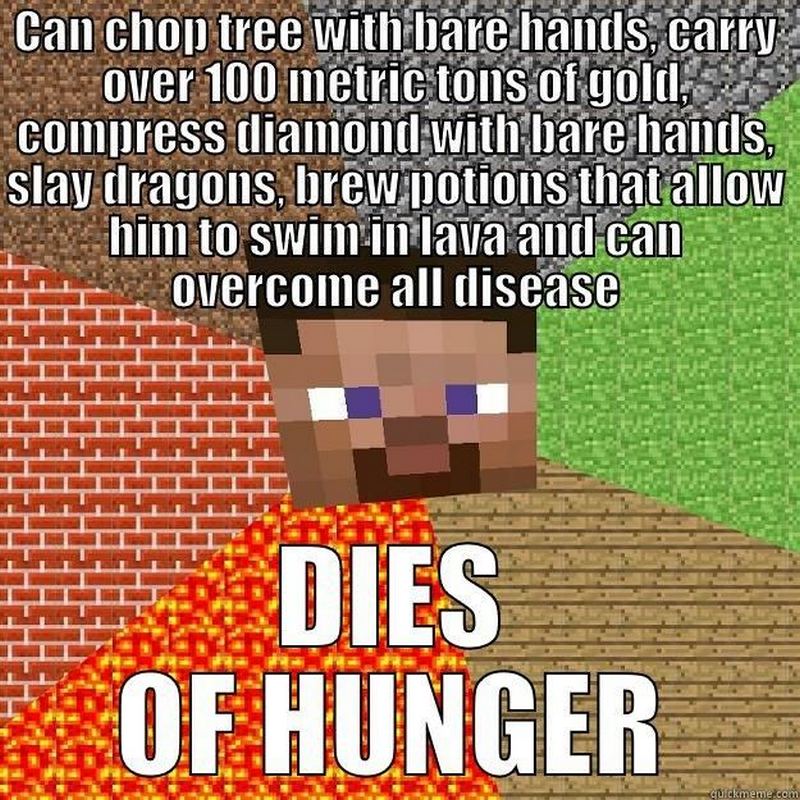 Can chop tree with bare hands, carry
over 100 metric tons of gold,
compress diamond with bare hands,
slay dragons, brew potions that allow
him to swim in lava and can
overcome all disease
DIES
OF HUNGER
quickmeme.com